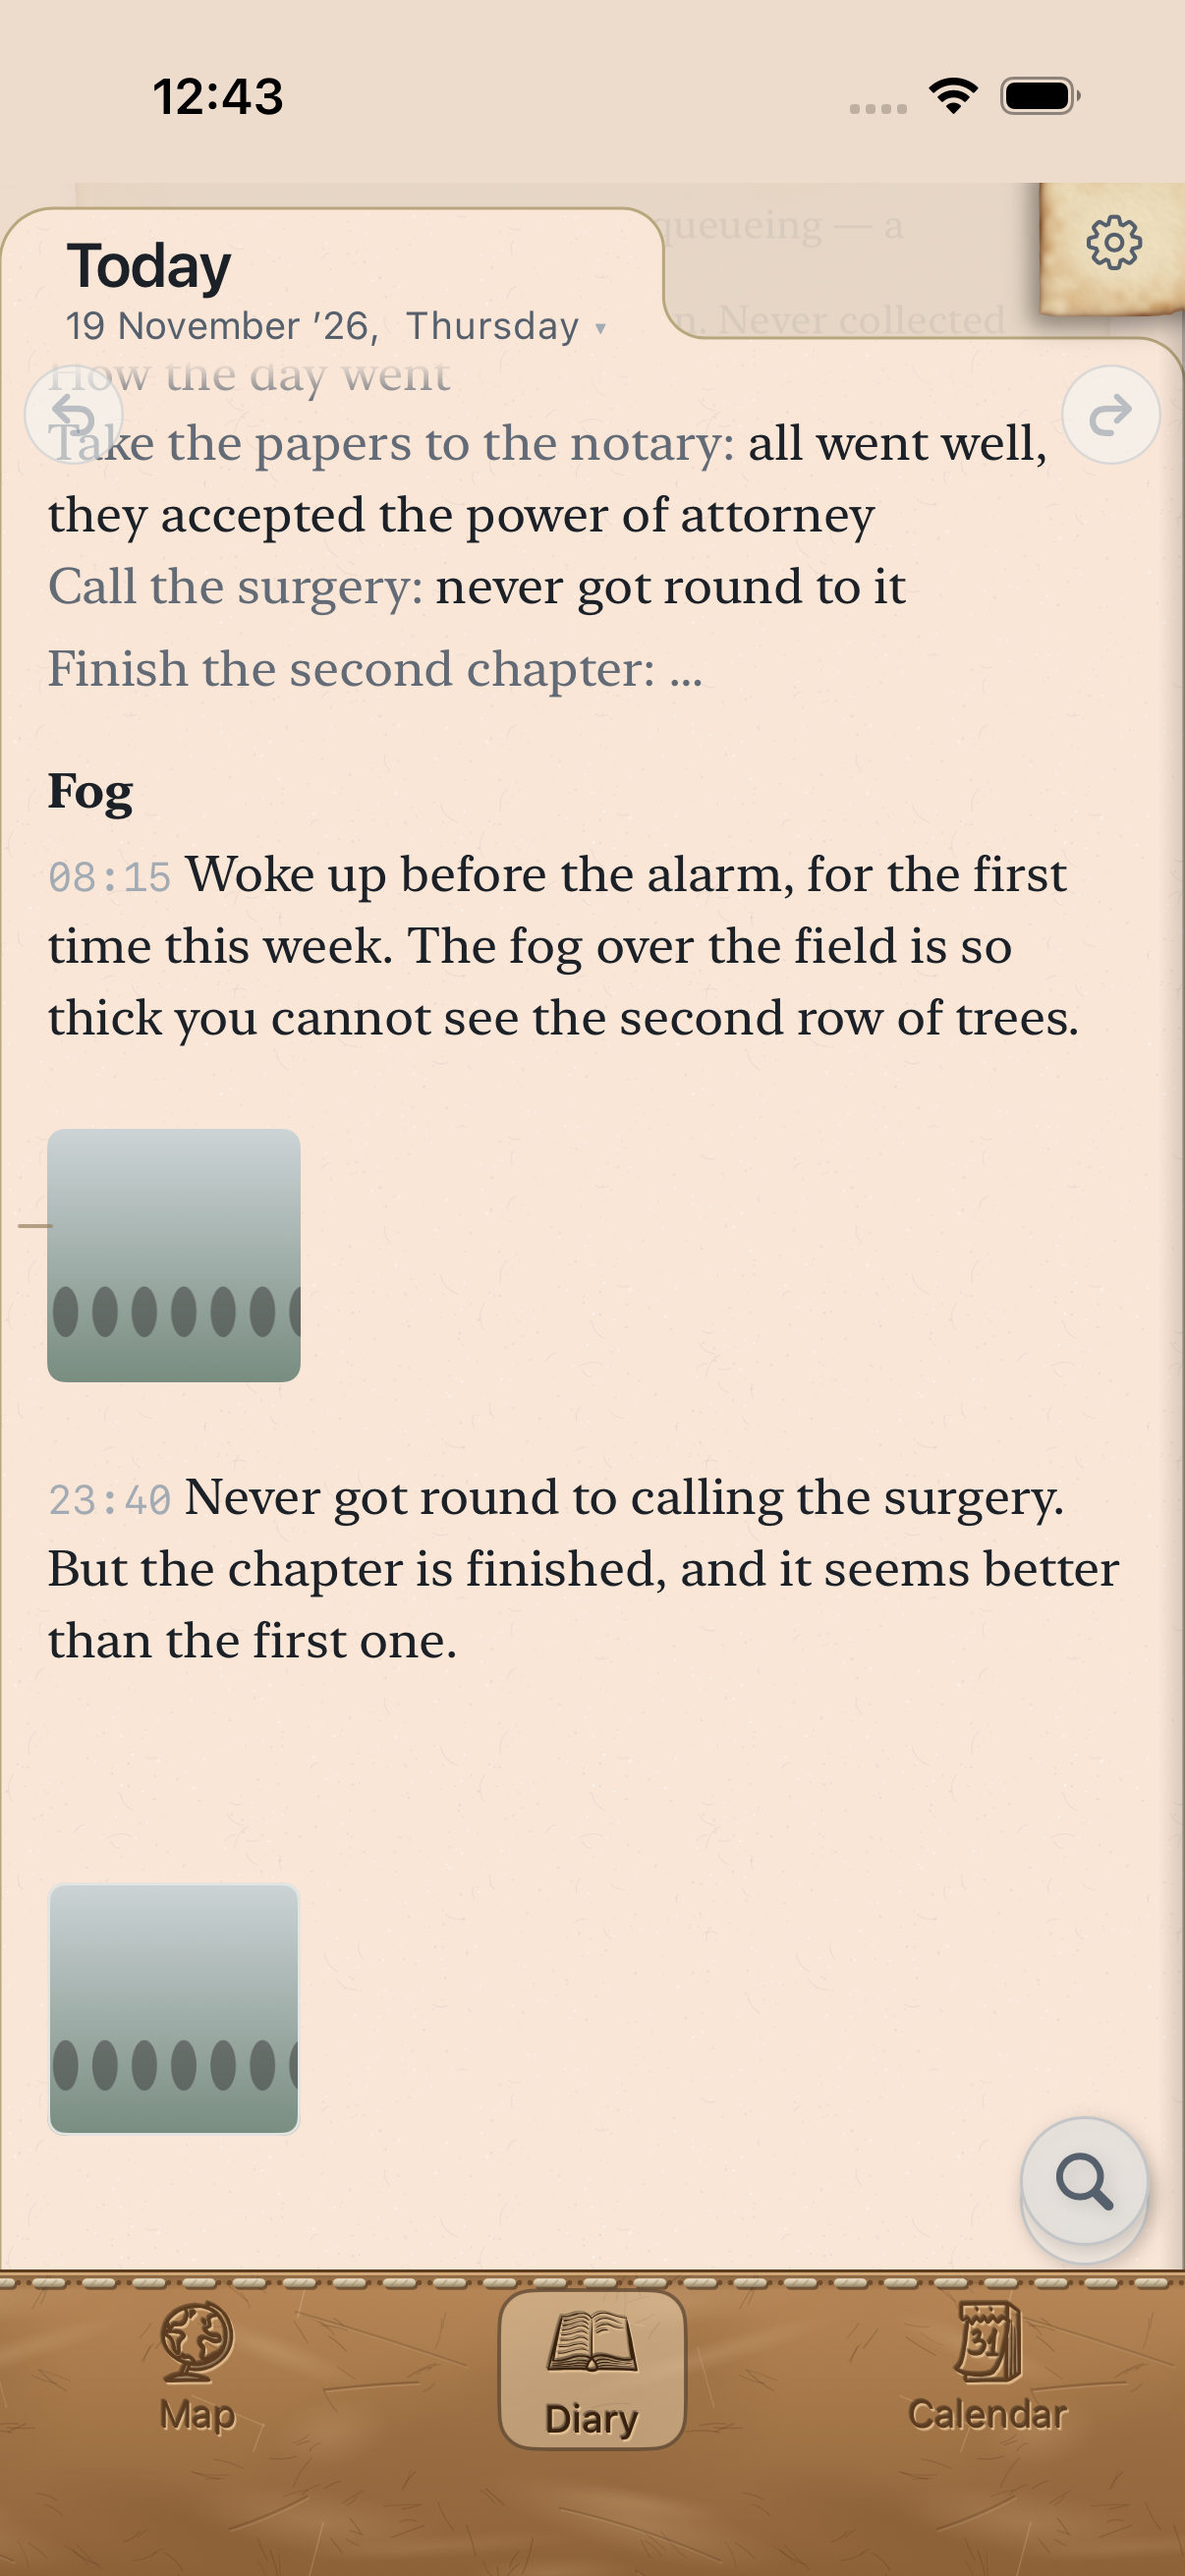 12:43
queueing — a
Today
n. Never collected
19 November ’26, Thursday
How the day went
Take the papers to the notary: all went well,
they accepted the power of attorney
Call the surgery: never got round to it
Finish the second chapter: ...
Fog
08:15 Woke up before the alarm, for the first
time this week. The fog over the field is so
thick you cannot see the second row of trees.
23:40 Never got round to calling the surgery.
But the chapter is finished, and it seems better
than the first one.
31
Map
Diary
Calendar